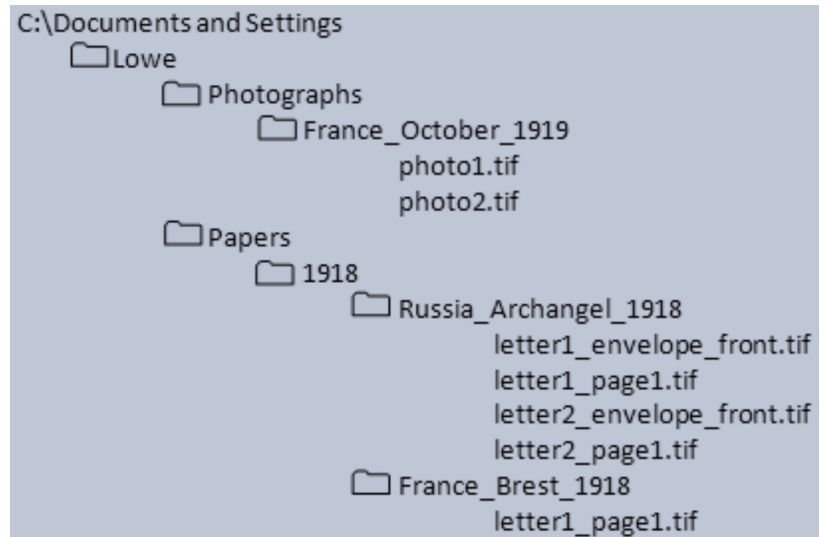 C:\Documents and Settings
Lowe
Photographs
France_October_1919
photo1.tif
photo2.tif
Papers
1918
Russia_Archangel_1918
letter1_envelope_front.tif
letter1_page1.tif
letter2_envelope_front.tif
letter2_page1.tif
France_Brest_1918
letter1_page1.tif